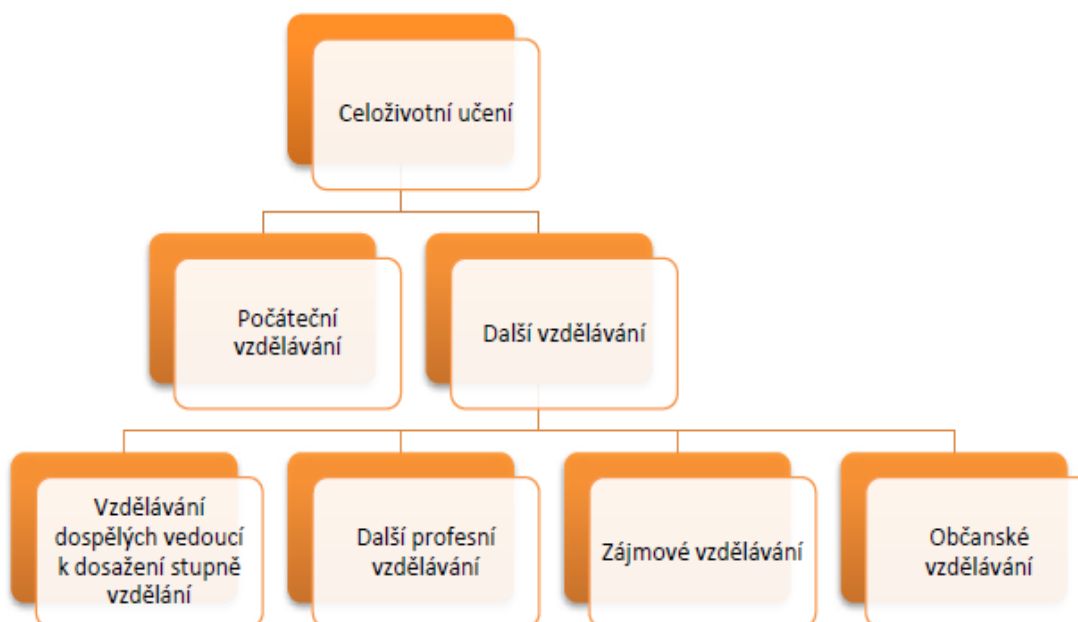 Celoživotní učení
Počáteční
vzdělávání
Další vzdělávání
Vzdělávání
dospělých vedoucí
k dosažení stupně
vzdělání
Další profesní
vzdělávání
Zájmové vzdělávání
Občanské
vzdělávání